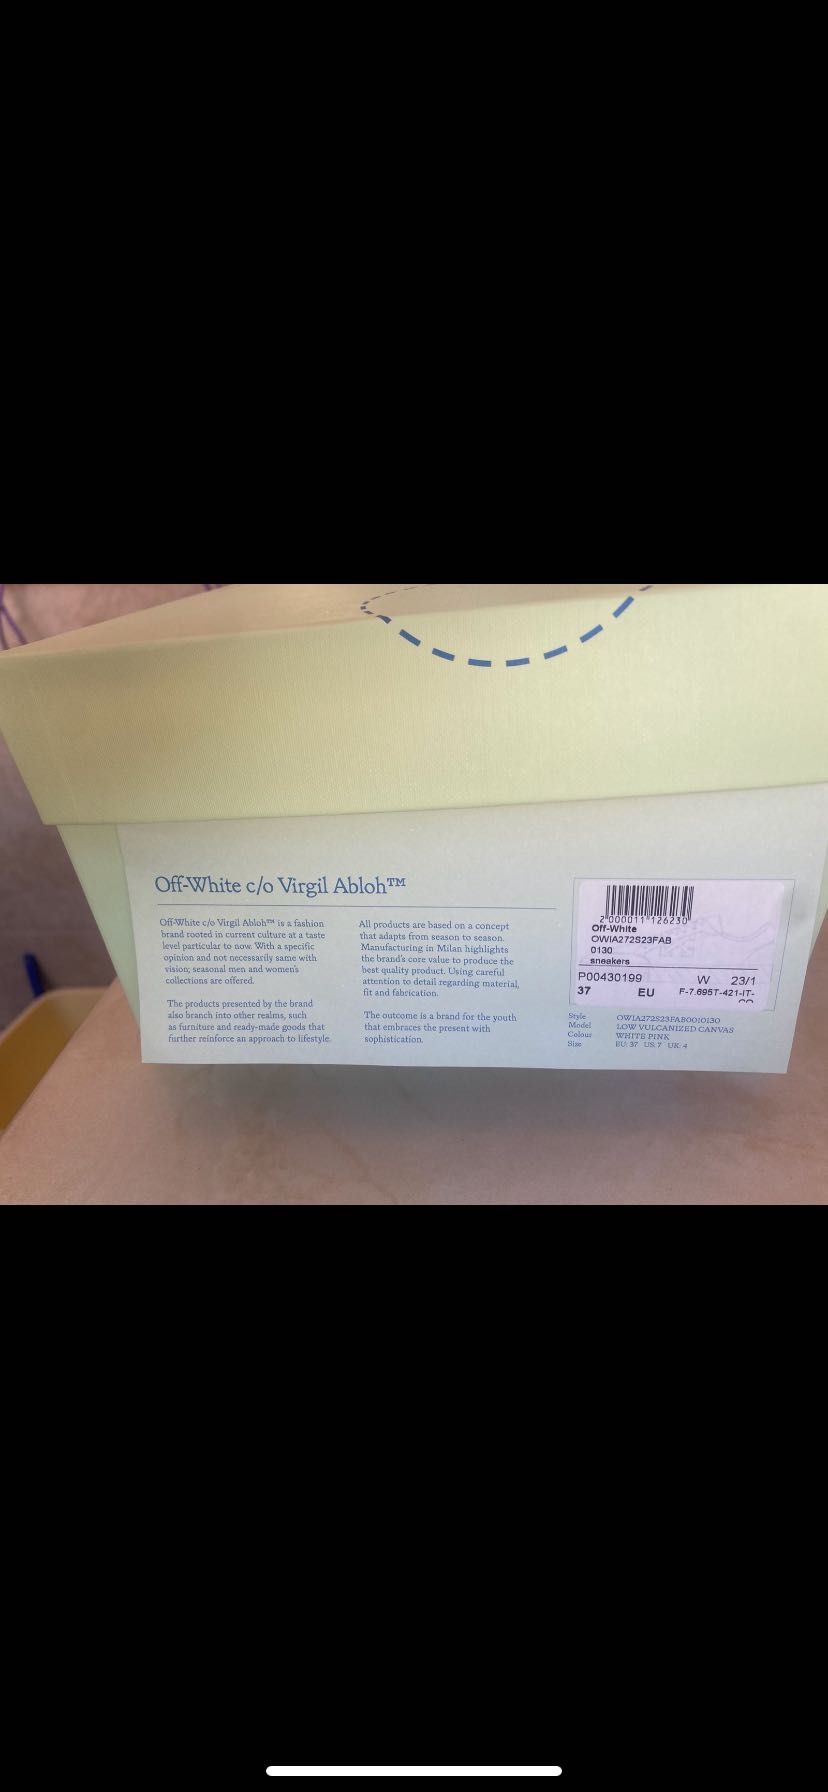 Off-White c/o Virgil Abloh™
Off-White c/o Virgil Abloh™ is a fashion
brand rooted in current culture at a taste
level particular to now. With a specific
opinion and not necessarily same with
vision; seasonal men and women's
collections are offered.
The products presented by the brand
also branch into other realms, such
as furniture and ready-made goods that
further reinforce an approach to lifestyle.
All products are based on a concept
that adapts from season to season.
Manufacturing in Milan highlights
the brand's core value to produce the
best quality product. Using careful
attention to detail regarding material,
fit and fabrication.
The outcome is a brand for the youth
that embraces the present with
sophistication.
2 000011 126230
Off-White
OWIA272S23FAB
0130
sneakers
P00430199 W 23/1
37 EU F-7.695T-421-IT-
Style OWIA272S23FAB0010130
Model LOW VULCANIZED CANVAS
Colour WHITE PINK
Size EU: 37 US: 7 UK: 4